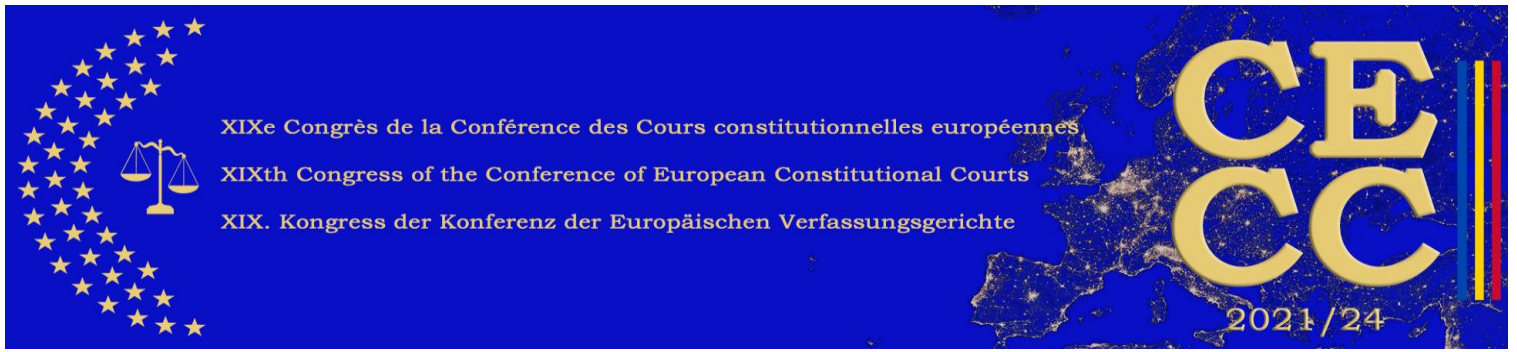 XIXe Congrès de la Conférence des Cours constitutionnelles européennes
XIXth Congress of the Conference of European Constitutional Courts
XIX. Kongress der Konferenz der Europäischen Verfassungsgerichte
CE
CC
2021/24